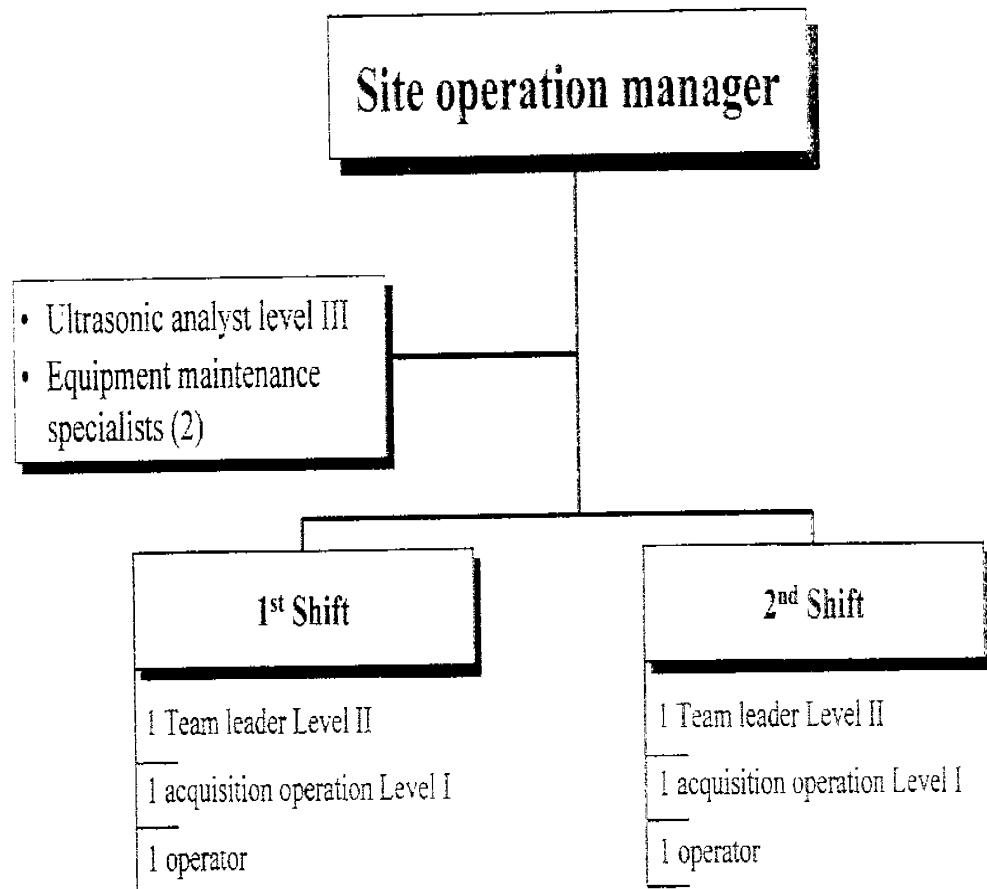 Site operation manager
• Ultrasonic analyst level III
• Equipment maintenance
specialists (2)
1st Shift
1 Team leader Level II
1 acquisition operation Level I
1 operator
2nd Shift
1 Team leader Level II
1 acquisition operation Level I
1 operator